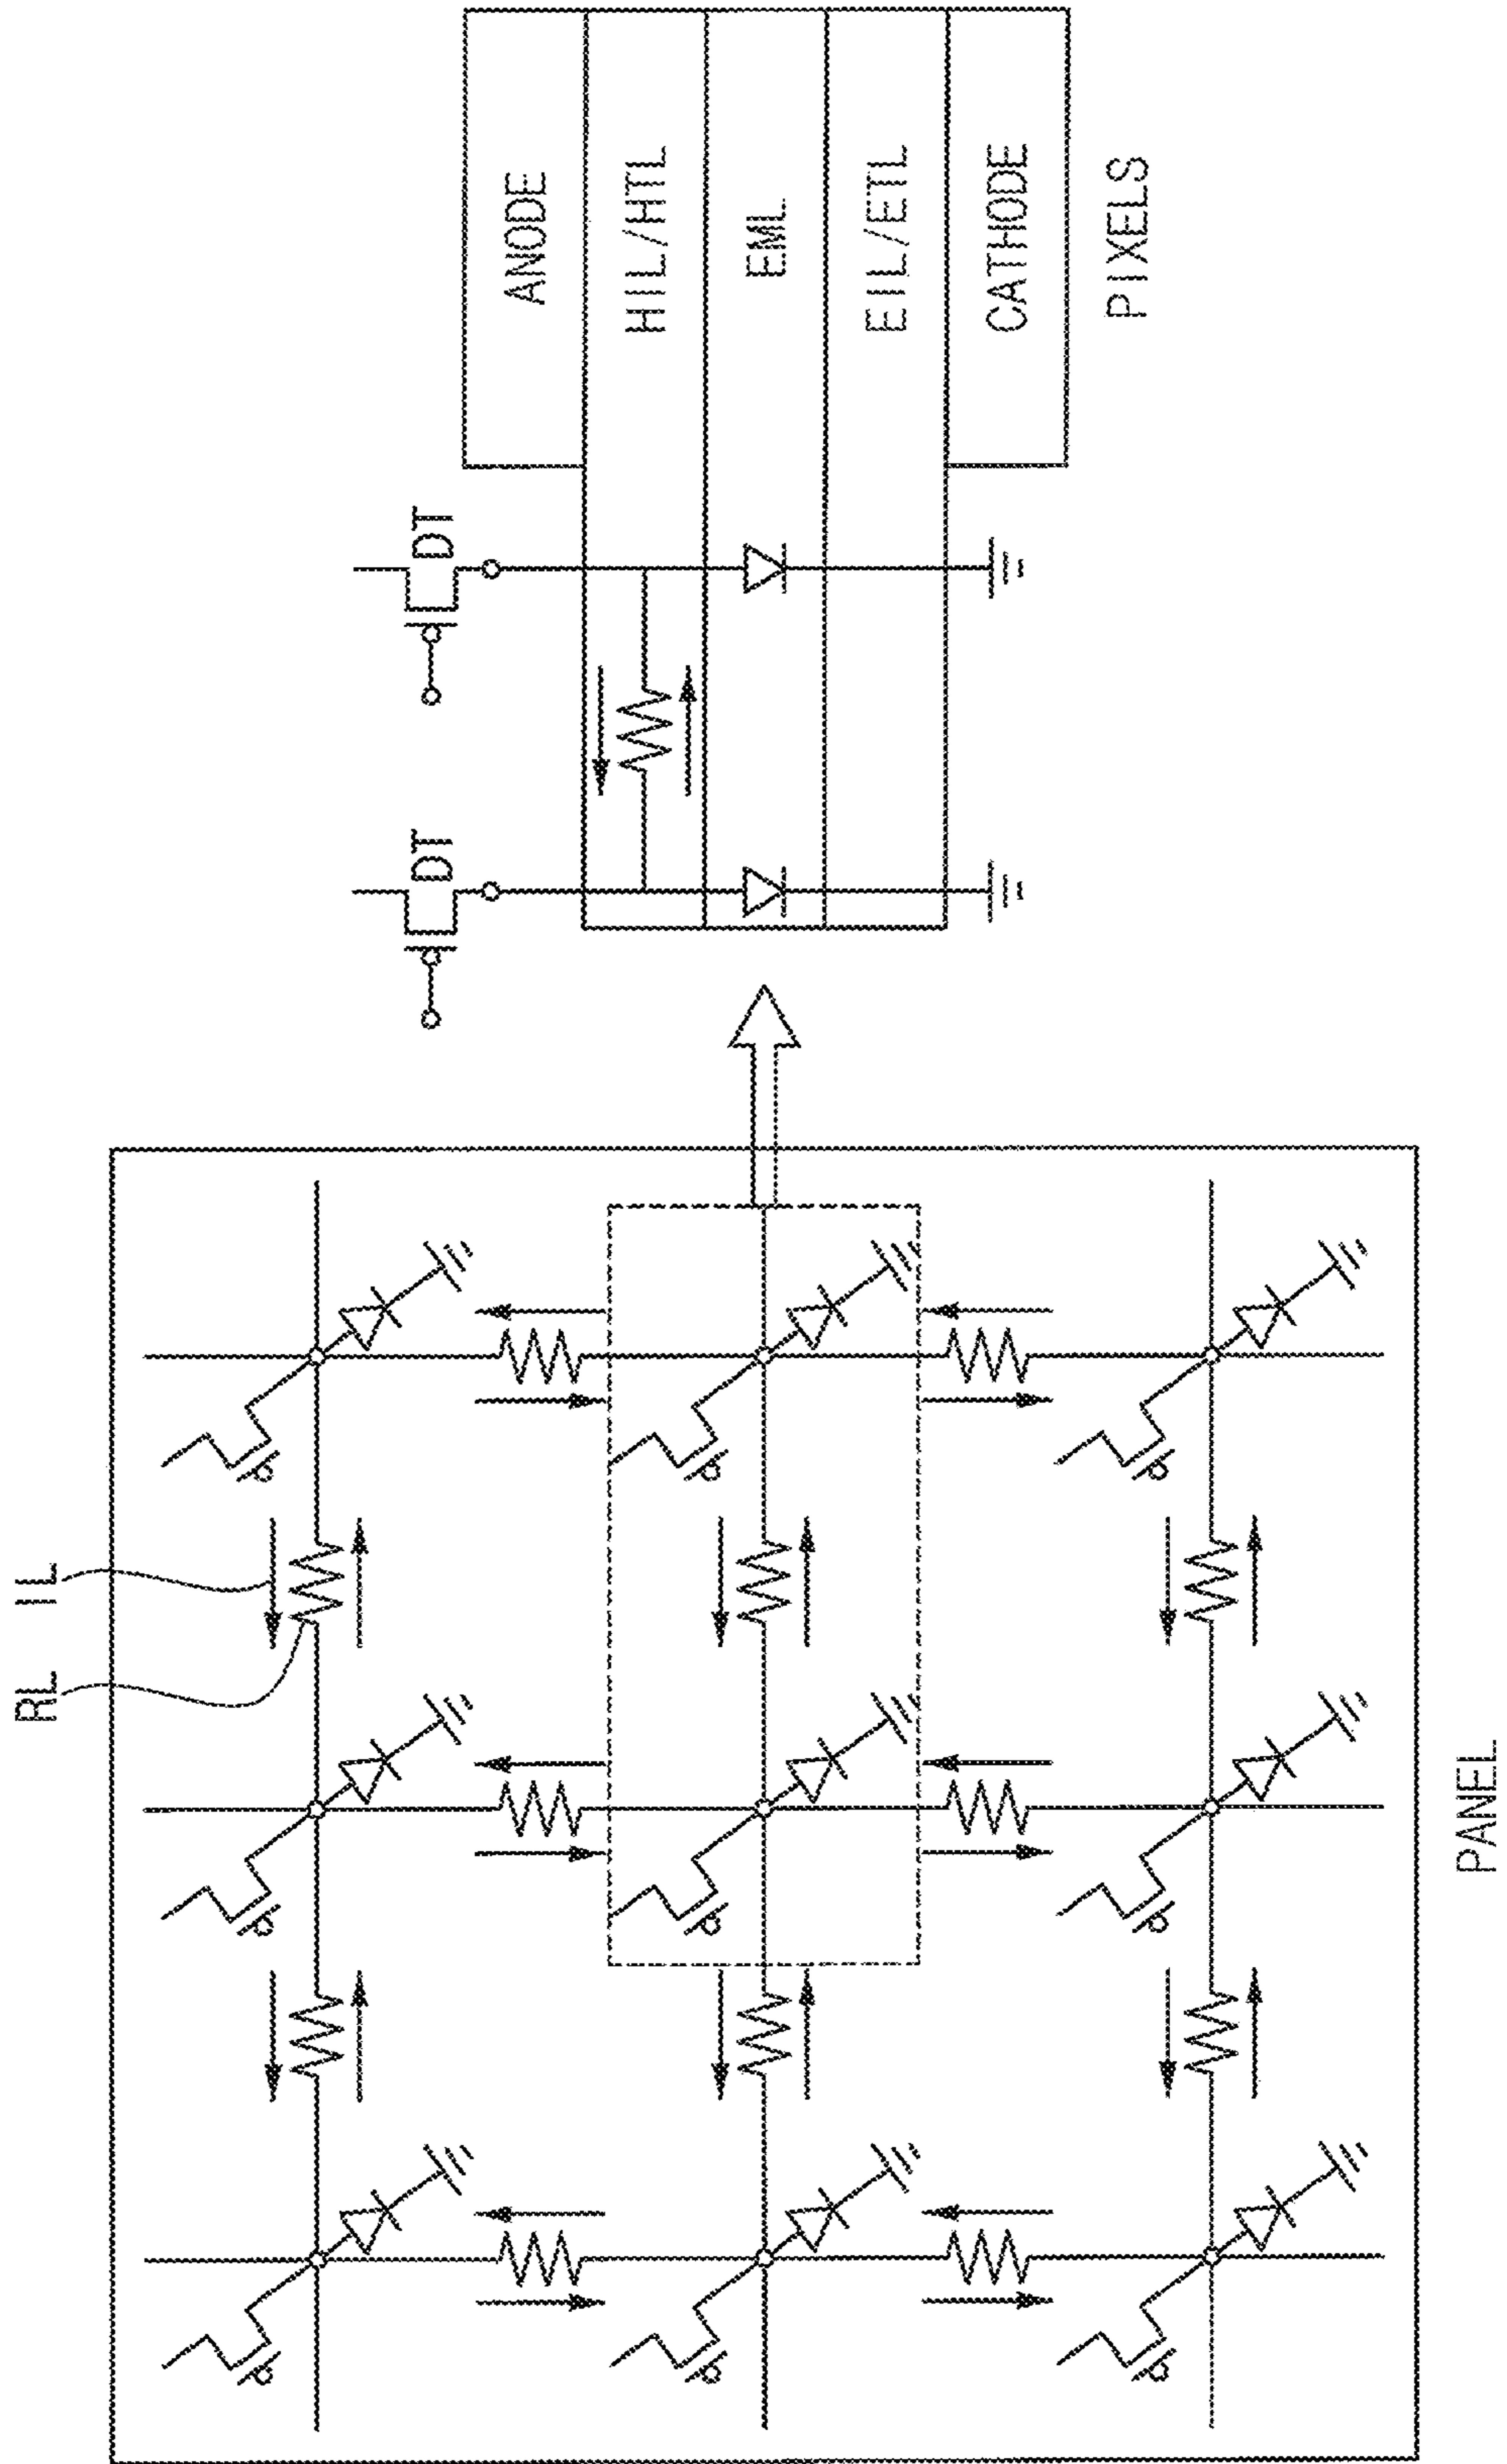 RL
IL
DT
DT
ANODE
HIL/HTL
EML
EIL/ETL
CATHODE
PIXELS
PANEL